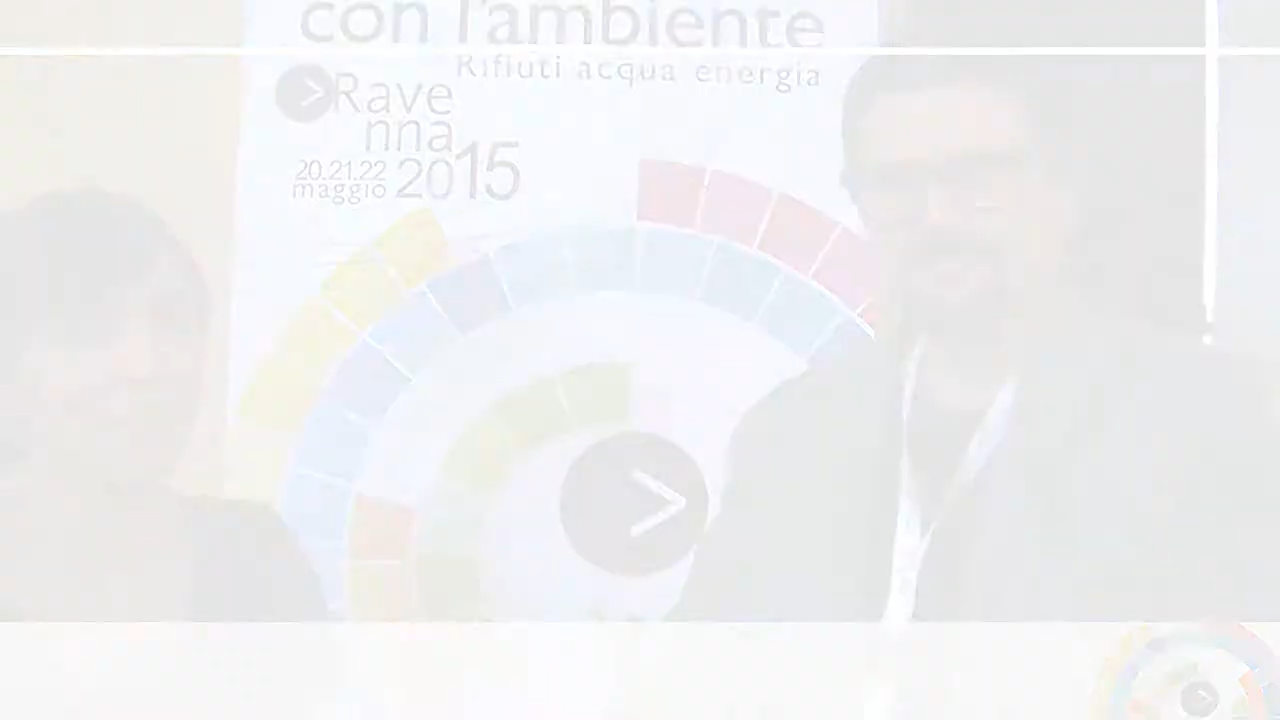 con l'ambiente
Rifiuti acqua energia
Rave
nna
20.21.22
maggio
2015